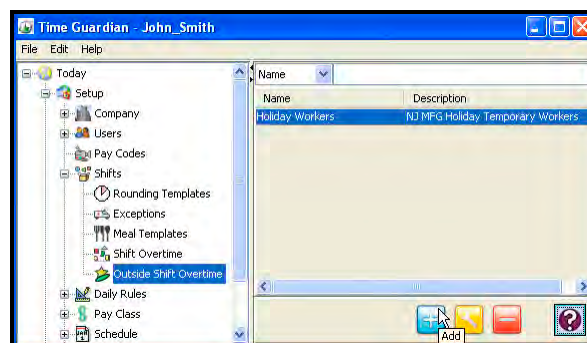 Time Guardian - John_Smith
File Edit Help
Today
Setup
Company
Users
Pay Codes
Shifts
Rounding Templates
Exceptions
Meal Templates
Shift Overtime
Outside Shift Overtime
Daily Rules
Pay Class
Schedule
Name
Name Description
Holiday Workers NJ MFG Holiday Temporary Workers
Add